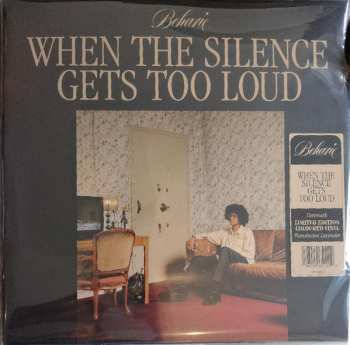 Beharie
WHEN THE SILENCE
GETS TOO LOUD
Beharie
WHEN THE
SILENCE
GETS
TOO LOUD
LIMITED EDITION
COLOURED VINYL